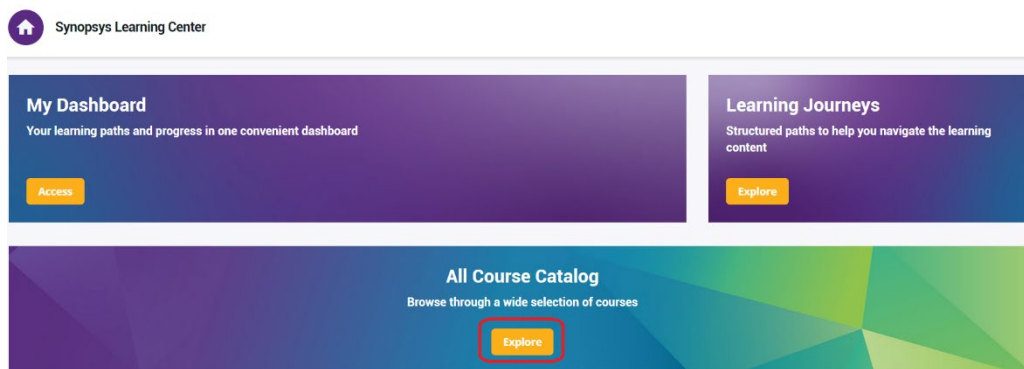 Synopsys Learning Center
My Dashboard
Your learning paths and progress in one convenient dashboard
Access
Learning Journeys
Structured paths to help you navigate the learning
content
Explore
All Course Catalog
Browse through a wide selection of courses
Explore